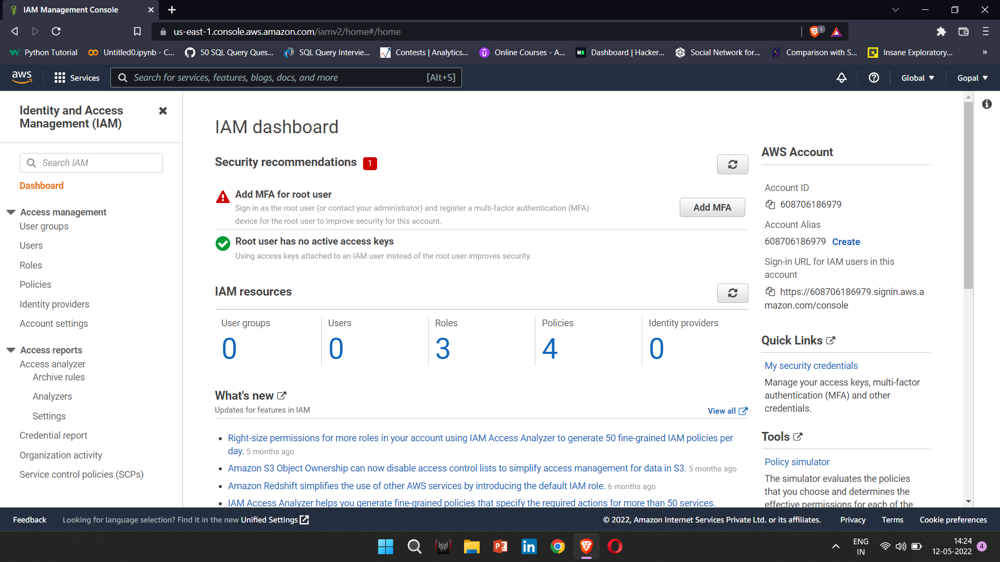 IAM Management Console
us-east-1.console.aws.amazon.com/iamv2/home#/home
1
Python Tutorial
Untitled0.ipynb - C...
50 SQL Query Ques...
SQL Query Intervie...
Contests | Analytics...
Online Courses - A...
Dashboard | Hacker...
Social Network for...
Comparison with S...
Insane Exploratory...
»
aws
Services
Search for services, features, blogs, docs, and more
[Alt+S]
Global
Gopal
Identity and Access
Management (IAM)
Search IAM
Dashboard
Access management
User groups
Users
Roles
Policies
Identity providers
Account settings
Access reports
Access analyzer
Archive rules
Analyzers
Settings
Credential report
Organization activity
Service control policies (SCPs)
IAM dashboard
Security recommendations 1
Add MFA for root user
Sign in as the root user (or contact your administrator) and register a multi-factor authentication (MFA)
device for the root user to improve security for this account.
Add MFA
Root user has no active access keys
Using access keys attached to an IAM user instead of the root user improves security.
IAM resources
User groups
0
Users
0
Roles
3
Policies
4
Identity providers
0
What's new
Updates for features in IAM
View all
Right-size permissions for more roles in your account using IAM Access Analyzer to generate 50 fine-grained IAM policies per
day. 5 months ago
Amazon S3 Object Ownership can now disable access control lists to simplify access management for data in S3. 5 months ago
Amazon Redshift simplifies the use of other AWS services by introducing the default IAM role. 6 months ago
IAM Access Analyzer helps you generate fine-grained policies that specify the required actions for more than 50 services.
AWS Account
Account ID
608706186979
Account Alias
608706186979 Create
Sign-in URL for IAM users in this
account
https://608706186979.signin.aws.a
mazon.com/console
Quick Links
My security credentials
Manage your access keys, multi-factor
authentication (MFA) and other
credentials.
Tools
Policy simulator
The simulator evaluates the policies
that you choose and determines the
effective permissions for each of the
Feedback
Looking for language selection? Find it in the new Unified Settings
© 2022, Amazon Internet Services Private Ltd. or its affiliates.
Privacy
Terms
Cookie preferences
ENG
IN
14:24
12-05-2022
4